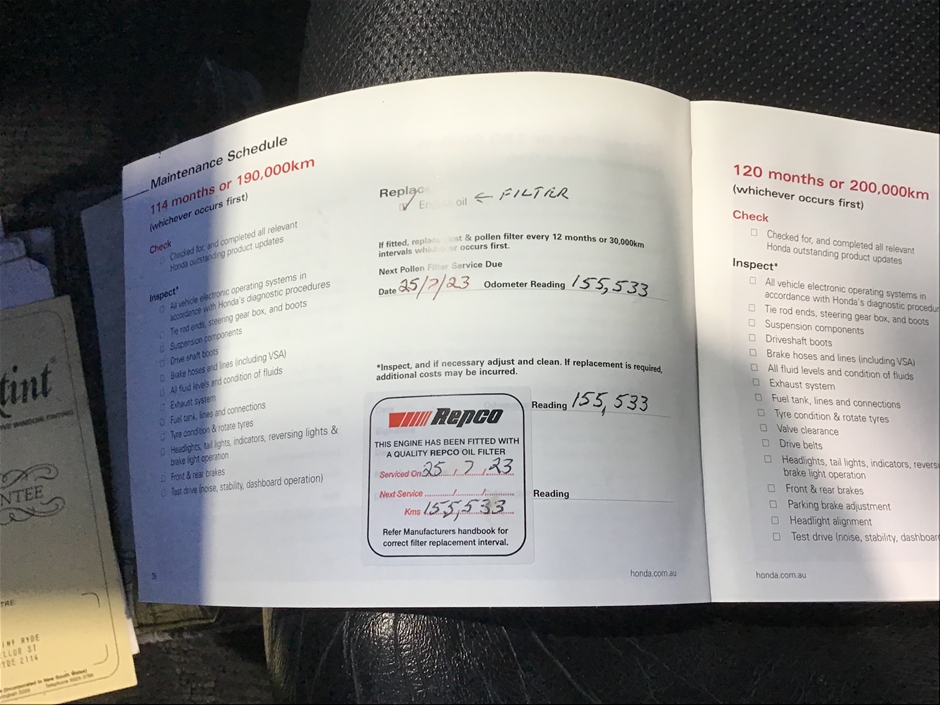 Maintenance Schedule
114 months or 190,000km
(whichever occurs first)
Check
Checked for, and completed all relevant
Honda outstanding product updates
Inspect*
All vehicle electronic operating systems in
accordance with Honda's diagnostic procedures
Tie rod ends, steering gear box, and boots
Suspension components
Drive shaft boots
Brake hoses and lines (including VSA)
All fluid levels and condition of fluids
Exhaust system
Fuel tank, lines and connections
Tyre condition & rotate tyres
Headlights, tail lights, indicators, reversing lights &
brake light operation
Front & rear brakes
Test drive (noise, stability, dashboard operation)
Replac
✓ En oil ← FILTER
If fitted, replace & pollen filter every 12 months or 30,000km
intervals occurs first.
Next Pollen Filter Service Due
Date 25/7/23 Odometer Reading 155,533
*Inspect, and if necessary adjust and clean. If replacement is required,
additional costs may be incurred.
Reading 155,533
REPCO
THIS ENGINE HAS BEEN FITTED WITH
A QUALITY REPCO OIL FILTER
Serviced On 25, 7, 23
Next Service / /
Kms 155,533
Refer Manufacturers handbook for
correct filter replacement interval.
Reading
honda.com.au
120 months or 200,000km
(whichever occurs first)
Check
Checked for, and completed all relevant
Honda outstanding product updates
Inspect*
All vehicle electronic operating systems in
accordance with Honda's diagnostic procedur
Tie rod ends, steering gear box, and boots
Suspension components
Driveshaft boots
Brake hoses and lines (including VSA)
All fluid levels and condition of fluids
Exhaust system
Fuel tank, lines and connections
Tyre condition & rotate tyres
Valve clearance
Drive belts
Headlights, tail lights, indicators, revers
brake light operation
Front & rear brakes
Parking brake adjustment
Headlight alignment
Test drive (noise, stability, dashboar
honda.com.au
tint
NTEE
TRE
RYDE
ST
YDE 2114